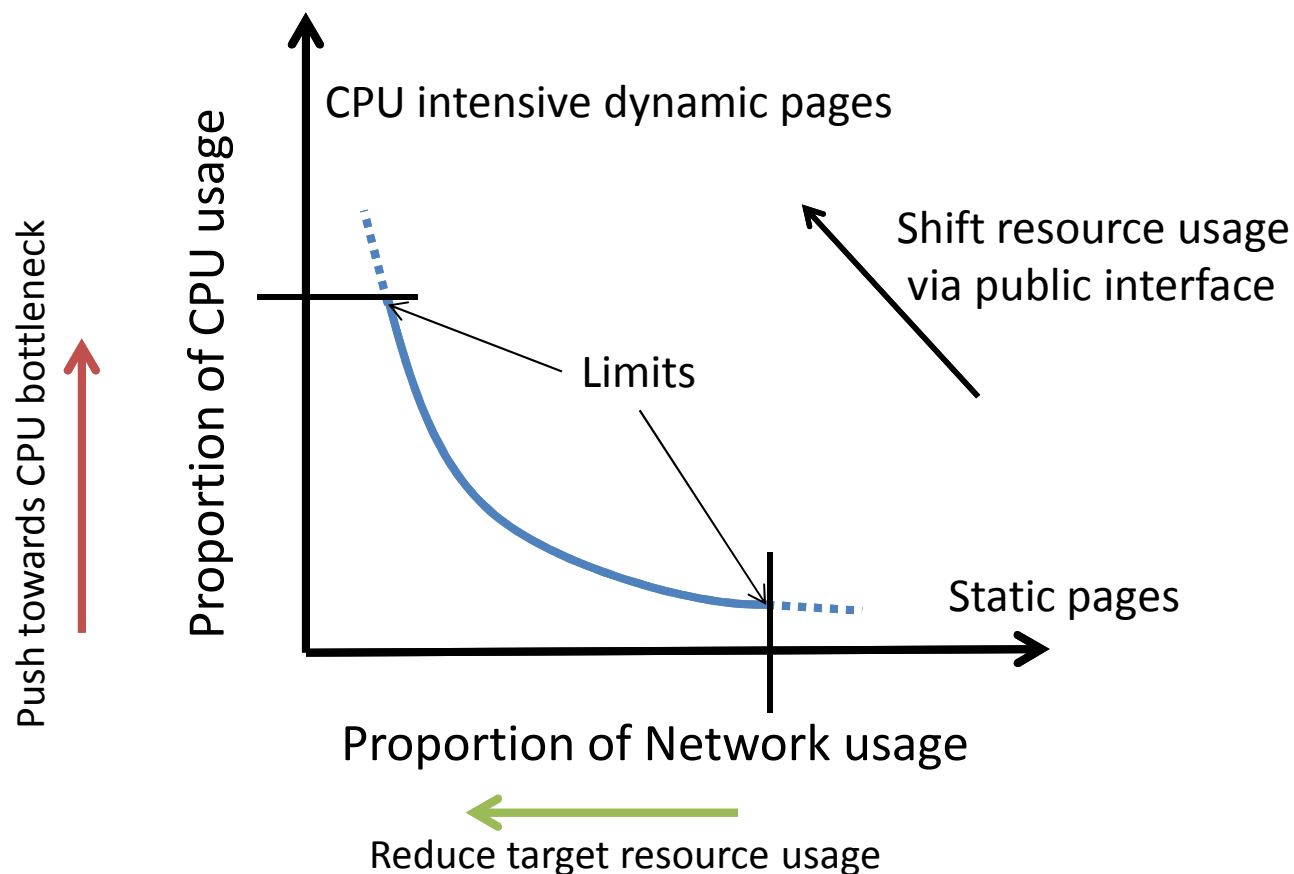 CPU intensive dynamic pages
Proportion of CPU usage
Push towards CPU bottleneck
Shift resource usage
via public interface
Limits
Static pages
Proportion of Network usage
Reduce target resource usage